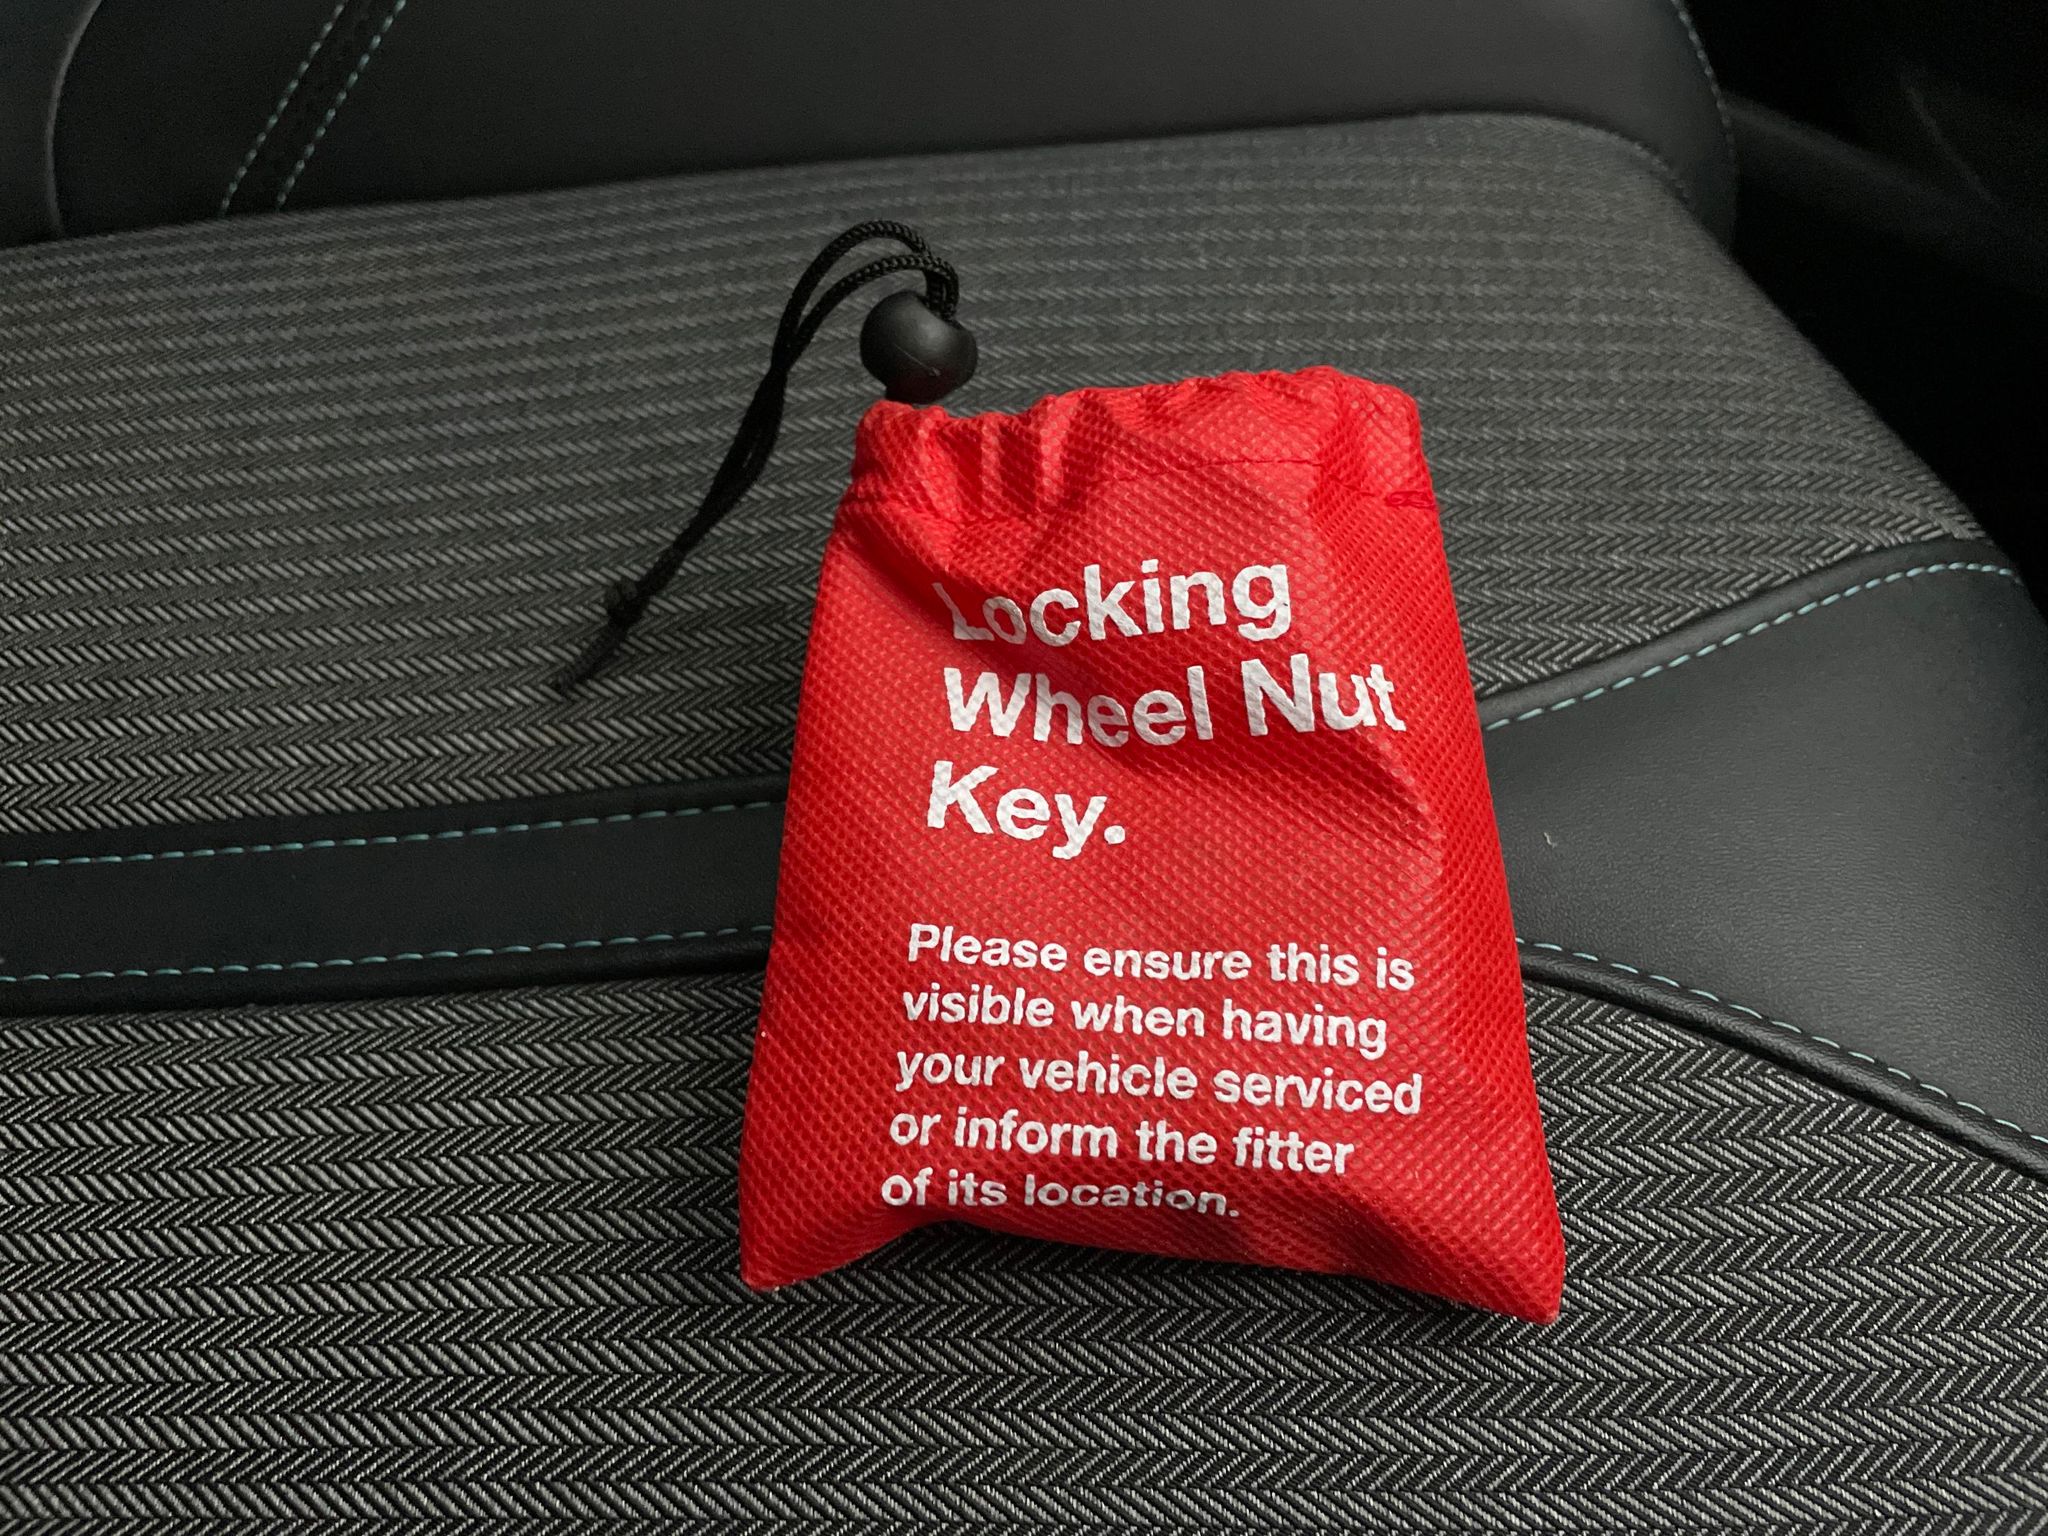 Locking
Wheel Nut
Key.
Please ensure this is
visible when having
your vehicle serviced
or inform the fitter
of its location.